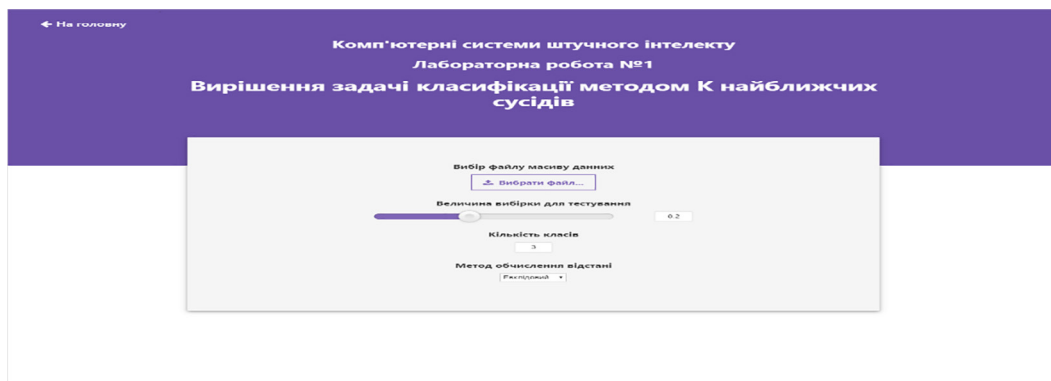 ← На головну
Комп'ютерні системи штучного інтелекту
Лабораторна робота №1
Вирішення задачі класифікації методом К найближчих
сусідів
Вибір файлу масиву данних
Вибрати файл...
Величина вибірки для тестування
0.2
Кількість класів
3
Метод обчислення відстані
Евклідовий